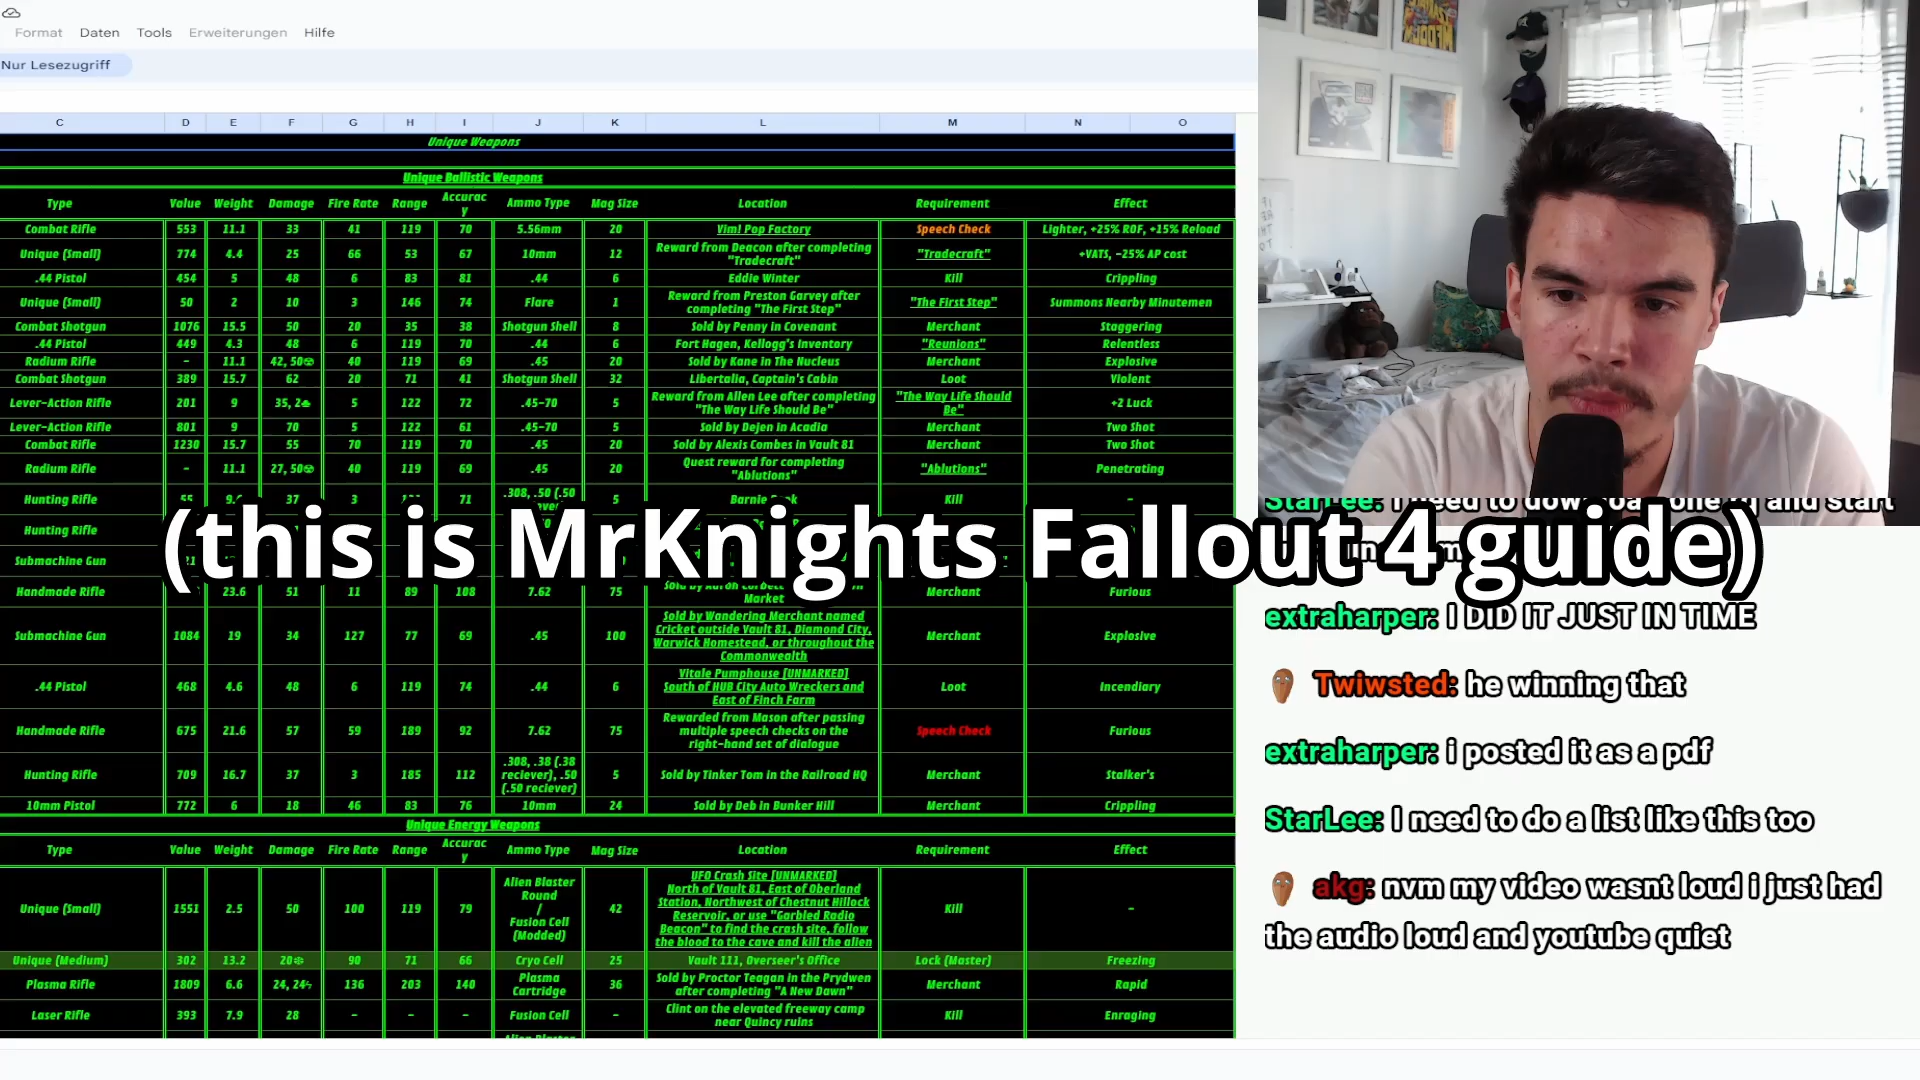 Format Daten Tools Erweiterungen Hilfe
Nur Lesezugriff
C D E F G H I J K L M N O
Unique Weapons
Unique Ballistic Weapons
Type Value Weight Damage Fire Rate Range Accuracy Ammo Type Mag Size Location Requirement Effect
Combat Rifle 553 11.1 33 41 119 70 5.56mm 20 Vim! Pop Factory Speech Check Lighter, +25% ROF, +15% Reload
Unique (Small) 774 4.4 25 66 53 67 10mm 12 Reward from Deacon after completing "Tradecraft" "Tradecraft" +VATS, -25% AP cost
.44 Pistol 454 5 48 6 83 81 .44 6 Eddie Winter Kill Crippling
Unique (Small) 50 2 10 3 146 74 Flare 1 Reward from Preston Garvey after completing "The First Step" "The First Step" Summons Nearby Minutemen
Combat Shotgun 1076 15.5 50 20 35 38 Shotgun Shell 8 Sold by Penny in Covenant Merchant Staggering
.44 Pistol 449 4.3 48 6 119 70 .44 6 Fort Hagen, Kellogg's Inventory "Reunions" Relentless
Radium Rifle - 11.1 42, 50☢ 40 119 69 .45 20 Sold by Kane in The Nucleus Merchant Explosive
Combat Shotgun 389 15.7 62 20 71 41 Shotgun Shell 32 Libertalia, Captain's Cabin Loot Violent
Lever-Action Rifle 201 9 35, 2 5 122 72 .45-70 5 Reward from Allen Lee after completing "The Way Life Should Be" "The Way Life Should Be" +2 Luck
Lever-Action Rifle 801 9 70 5 122 61 .45-70 5 Sold by Dejen in Acadia Merchant Two Shot
Combat Rifle 1230 15.7 55 70 119 70 .45 20 Sold by Alexis Combes in Vault 81 Merchant Two Shot
Radium Rifle - 11.1 27, 50☢ 40 119 69 .45 20 Quest reward for completing "Ablutions" "Ablutions" Penetrating
Hunting Rifle 55 37 3 71 .308, .50 (.50 5 Barnie Kill -
Hunting Rifle
Submachine Gun
(this is MrKnights Fallout 4 guide)
Handmade Rifle 23.6 51 11 89 108 7.62 75 Market Merchant Furious
Submachine Gun 1084 19 34 127 77 69 .45 100 Sold by Wandering Merchant named Cricket outside Vault 81, Diamond City, Warwick Homestead, or throughout the Commonwealth Merchant Explosive
.44 Pistol 468 4.6 48 6 119 74 .44 6 Vitale Pumphouse [UNMARKED] South of HUB City Auto Wreckers and East of Finch Farm Loot Incendiary
Handmade Rifle 675 21.6 57 59 189 92 7.62 75 Rewarded from Mason after passing multiple speech checks on the right-hand set of dialogue Speech Check Furious
Hunting Rifle 709 16.7 37 3 185 112 .308, .38 (.38 reciever), .50 (.50 reciever) 5 Sold by Tinker Tom in the Railroad HQ Merchant Stalker's
10mm Pistol 772 6 18 46 83 76 10mm 24 Sold by Deb in Bunker Hill Merchant Crippling
Unique Energy Weapons
Type Value Weight Damage Fire Rate Range Accuracy Ammo Type Mag Size Location Requirement Effect
Unique (Small) 1551 2.5 50 100 119 79 Alien Blaster Round / Fusion Cell (Modded) 42 UFO Crash Site [UNMARKED] North of Vault 81, East of Oberland Station, Northwest of Chestnut Hillock Reservoir, or use "Garbled Radio Beacon" to find the crash site, follow the blood to the cave and kill the alien Kill -
Unique (Medium) 302 13.2 20❄ 90 71 66 Cryo Cell 25 Vault 111, Overseer's Office Lock (Master) Freezing
Plasma Rifle 1809 6.6 24, 24 136 203 140 Plasma Cartridge 36 Sold by Proctor Teagan in the Prydwen after completing "A New Dawn" Merchant Rapid
Laser Rifle 393 7.9 28 - - - Fusion Cell - Clint on the elevated freeway camp near Quincy ruins Kill Enraging
StarLee: I need to download one rq and start
extraharper: I DID IT JUST IN TIME
Twiwsted: he winning that
extraharper: i posted it as a pdf
StarLee: I need to do a list like this too
akg: nvm my video wasnt loud i just had
the audio loud and youtube quiet